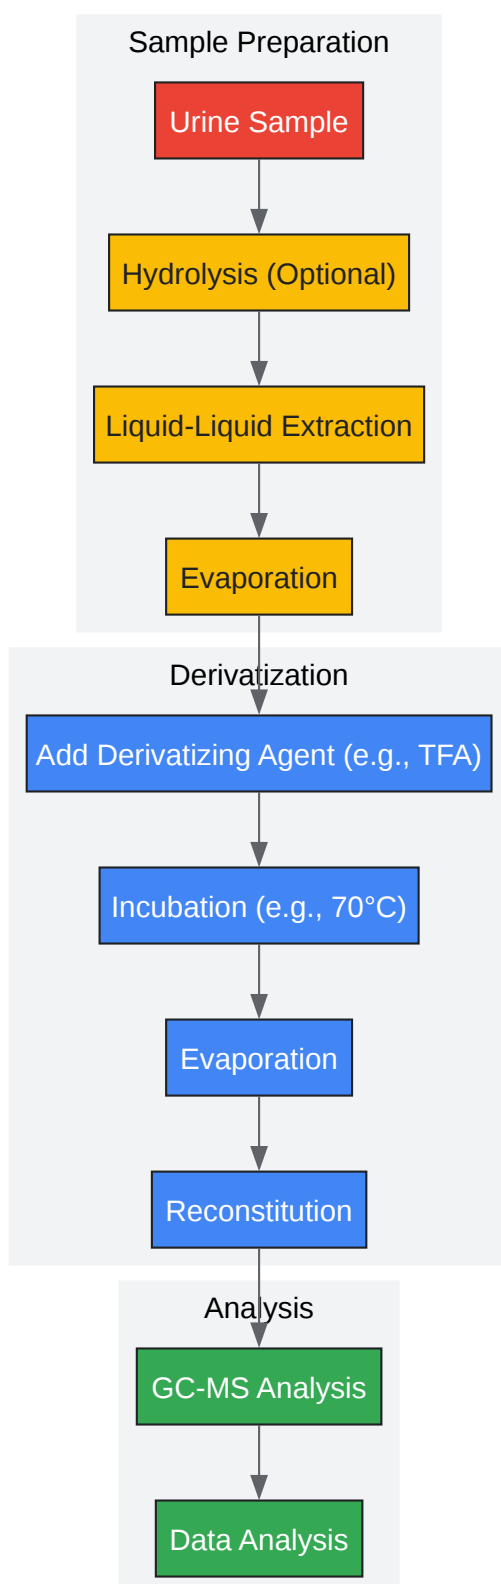 Sample Preparation
Urine Sample
Hydrolysis (Optional)
Liquid-Liquid Extraction
Evaporation
Derivatization
Add Derivatizing Agent (e.g., TFA)
Incubation (e.g., 70°C)
Evaporation
Reconstitution
Analysis
GC-MS Analysis
Data Analysis